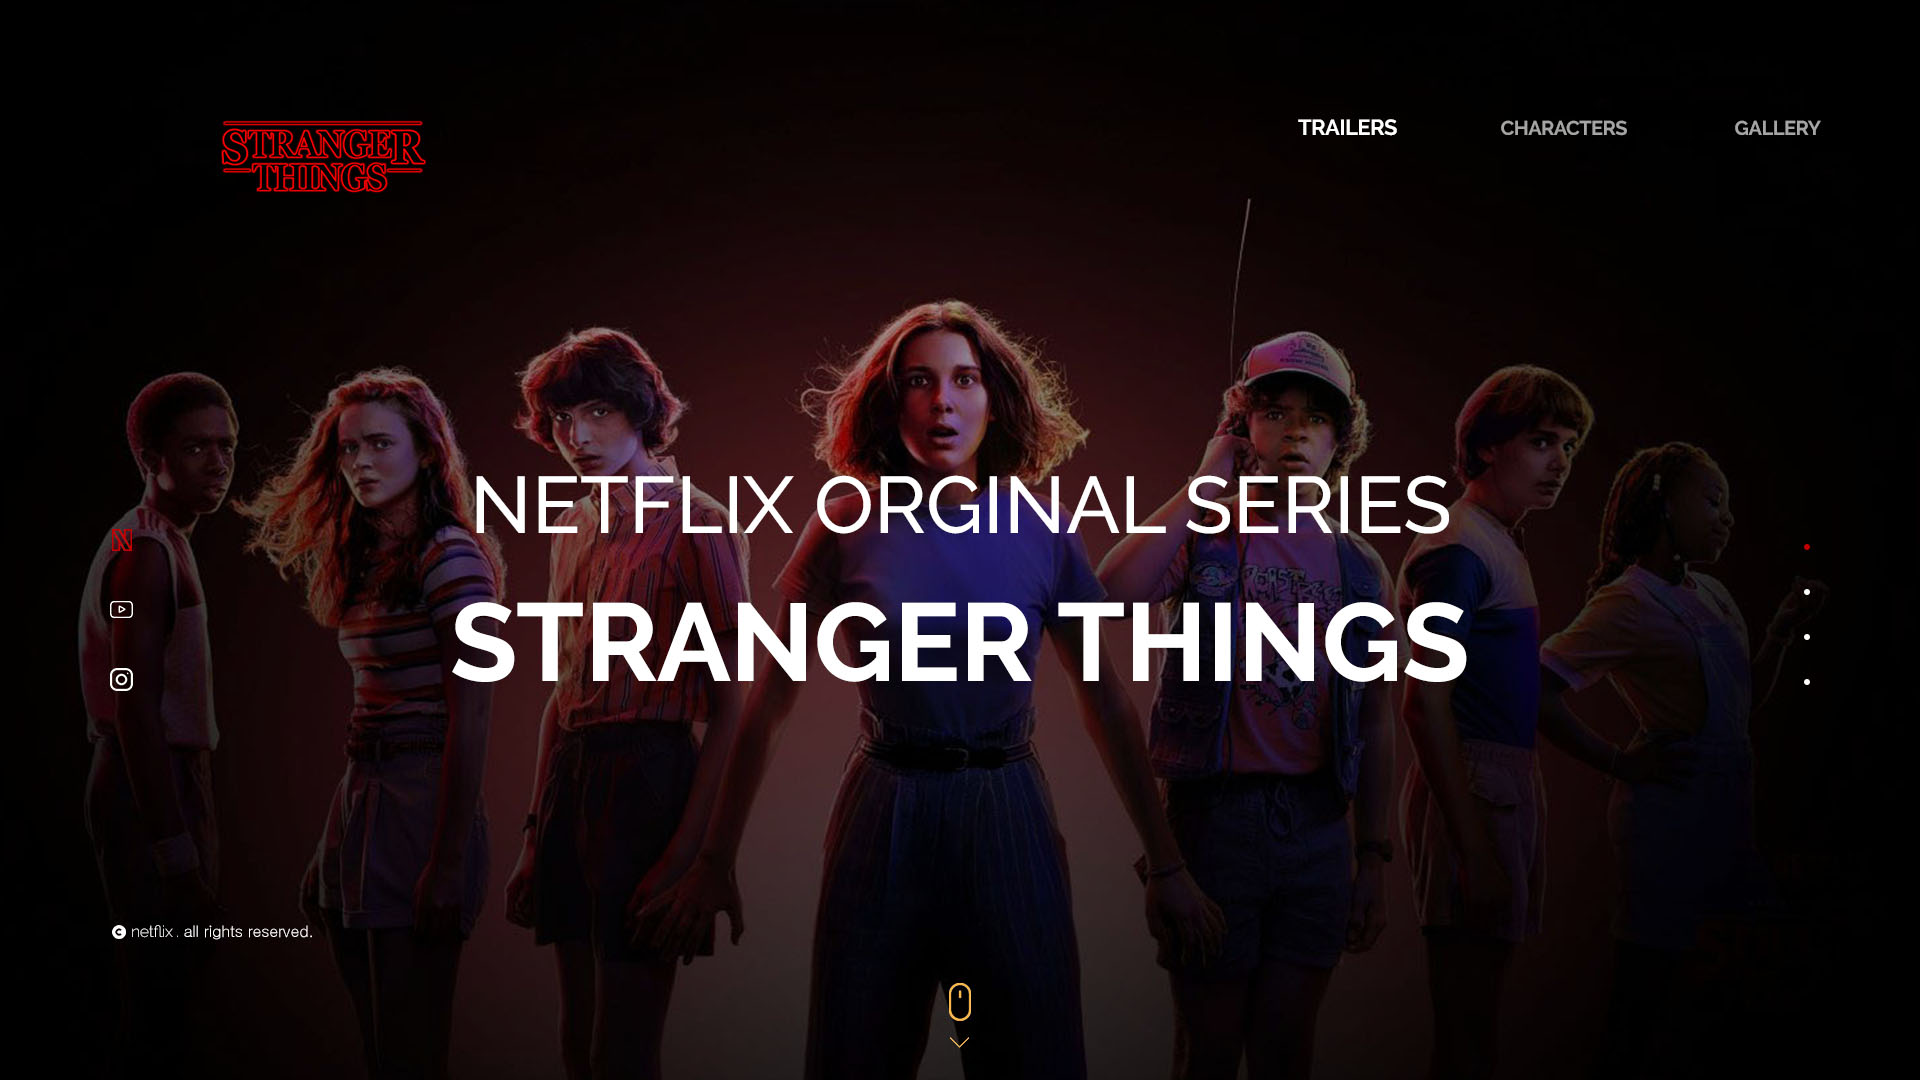 STRANGER
THINGS
TRAILERS
CHARACTERS
GALLERY
NETFLIX ORGINAL SERIES
STRANGER THINGS
N
© netflix . all rights reserved.